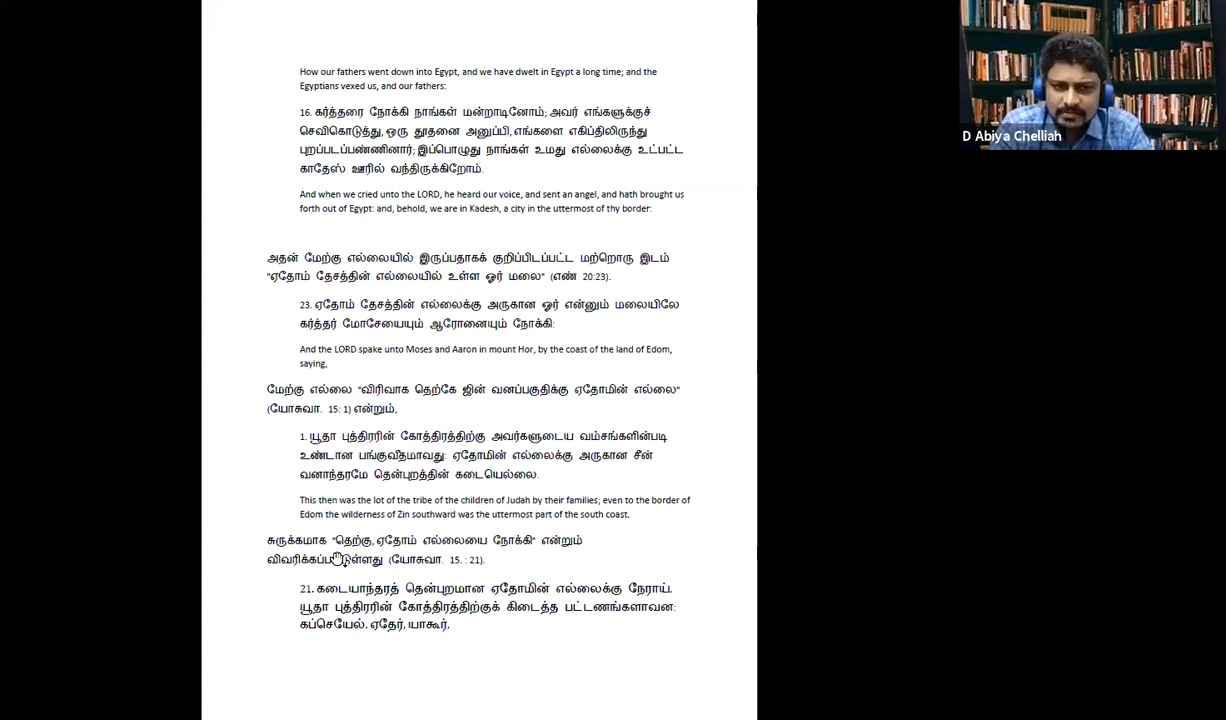 How our fathers went down into Egypt, and we have dwelt in Egypt a long time; and the
Egyptians vexed us, and our fathers:
16. கர்த்தரை நோக்கி நாங்கள் மன்றாடினோம்; அவர் எங்களுக்குச்
செவிகொடுத்து, ஒரு தூதனை அனுப்பி, எங்களை எகிப்திலிருந்து
புறப்படப்பண்ணினார்; இப்பொழுது நாங்கள் உமது எல்லைக்கு உட்பட்ட
காதேஸ் ஊரில் வந்திருக்கிறோம்.
And when we cried unto the LORD, he heard our voice, and sent an angel, and hath brought us
forth out of Egypt: and, behold, we are in Kadesh, a city in the uttermost of thy border:
அதன் மேற்கு எல்லையில் இருப்பதாகக் குறிப்பிடப்பட்ட மற்றொரு இடம்
"ஏதோம் தேசத்தின் எல்லையில் உள்ள ஓர் மலை" (எண் 20:23).
23. ஏதோம் தேசத்தின் எல்லைக்கு அருகான ஓர் என்னும் மலையிலே
கர்த்தர் மோசேயையும் ஆரோனையும் நோக்கி:
And the LORD spake unto Moses and Aaron in mount Hor, by the coast of the land of Edom,
saying,
மேற்கு எல்லை "விரிவாக தெற்கே ஜின் வனப்பகுதிக்கு ஏதோமின் எல்லை"
(யோசுவா. 15: 1) என்றும்,
1. யூதா புத்திரரின் கோத்திரத்திற்கு அவர்களுடைய வம்சங்களின்படி
உண்டான பங்குவீதமாவது: ஏதோமின் எல்லைக்கு அருகான சீன்
வனாந்தரமே தென்புறத்தின் கடையெல்லை.
This then was the lot of the tribe of the children of Judah by their families; even to the border of
Edom the wilderness of Zin southward was the uttermost part of the south coast.
சுருக்கமாக "தெற்கு, ஏதோம் எல்லையை நோக்கி" என்றும்
விவரிக்கப்பட்டுள்ளது (யோசுவா. 15. : 21).
21. கடையாந்தரத் தென்புறமான ஏதோமின் எல்லைக்கு நேராய்,
யூதா புத்திரரின் கோத்திரத்திற்குக் கிடைத்த பட்டணங்களாவன:
கப்செயேல், ஏதேர், யாகூர்,
D Abiya Chelliah